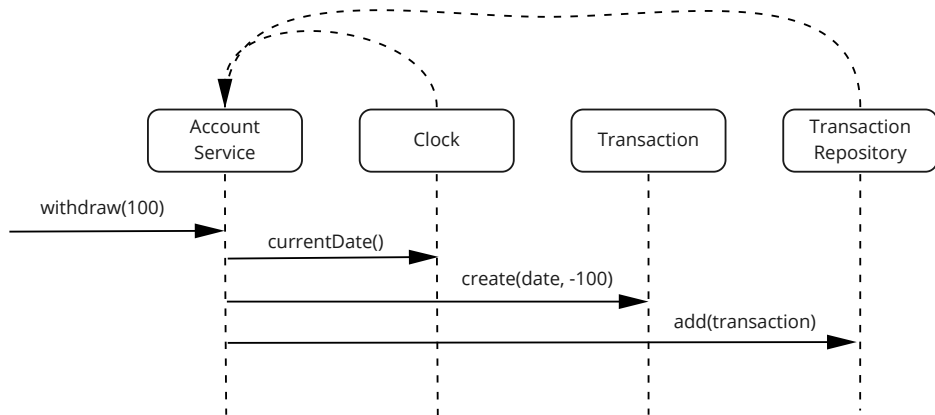 Account
Service
Clock
Transaction
Transaction
Repository
withdraw(100)
currentDate()
create(date, -100)
add(transaction)